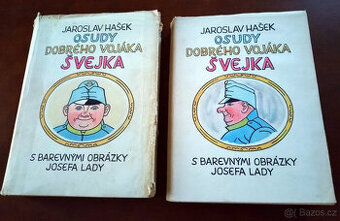 JAROSLAV HAŠEK
OSUDY
DOBRÉHO VOJÁKA
ŠVEJKA
S BAREVNÝMI OBRÁZKY
JOSEFA LADY
JAROSLAV HAŠEK
OSUDY
DOBRÉHO VOJÁKA
ŠVEJKA
S BAREVNÝMI OBRÁZKY
JOSEFA LADY
Bazos.cz